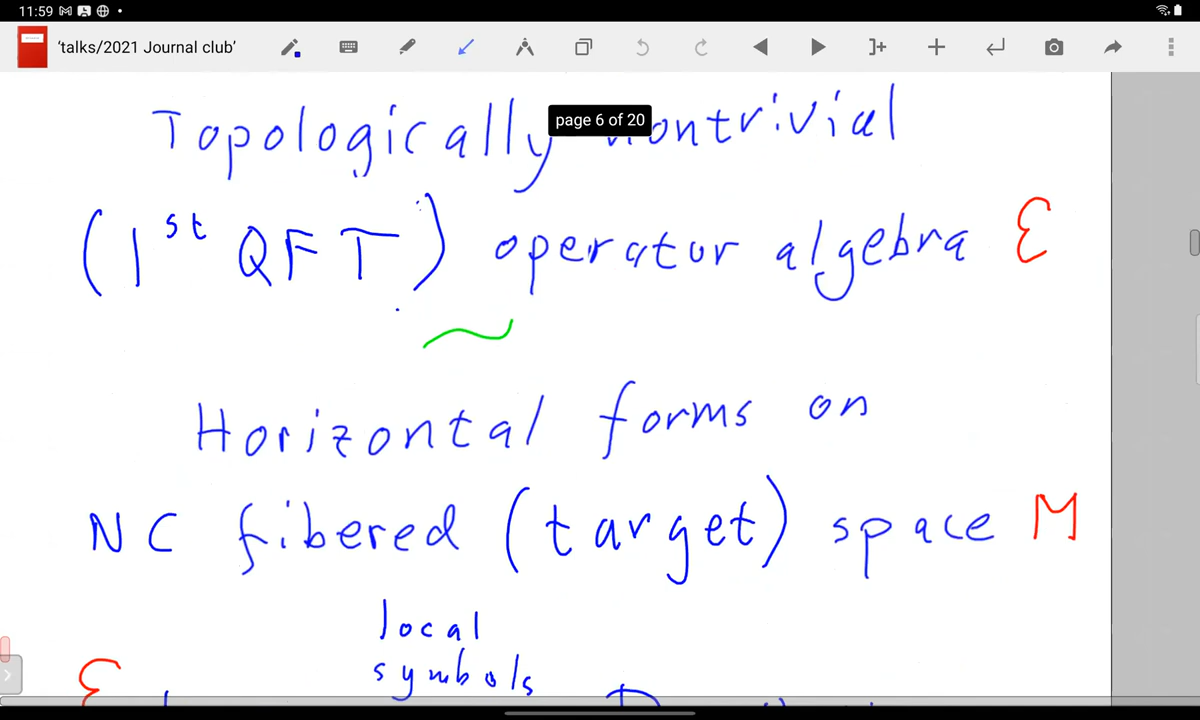 11:59
'talks/2021 Journal club'
Topologically nontrivial
page 6 of 20
(1st QFT) operator algebra Ɛ
Horizontal forms on
NC fibered (target) space M
local
symbols
Ɛ